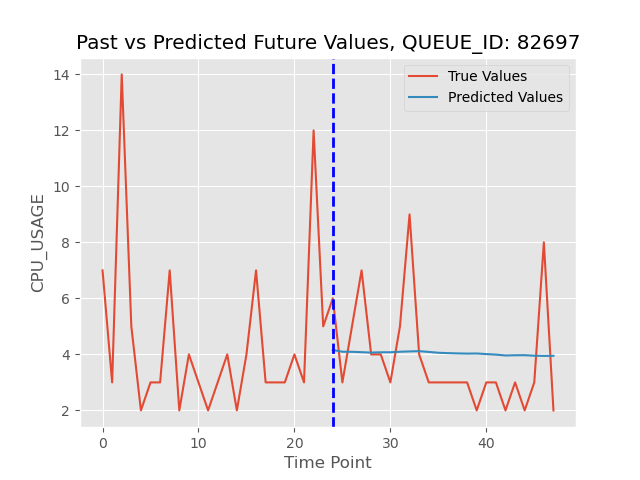 Past vs Predicted Future Values, QUEUE_ID: 82697
True Values
Predicted Values
CPU_USAGE
14
12
10
8
6
4
2
0
10
20
30
40
Time Point